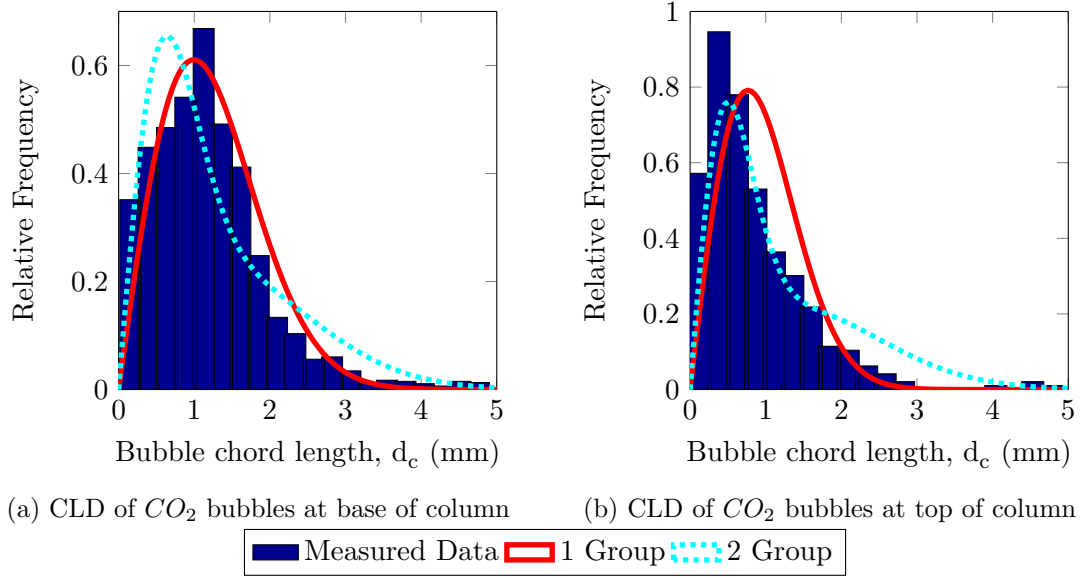 0.6
0.4
0.2
0
Relative Frequency
0 1 2 3 4 5
Bubble chord length, d_c (mm)
(a) CLD of CO_2 bubbles at base of column
1
0.8
0.6
0.4
0.2
0
Relative Frequency
0 1 2 3 4 5
Bubble chord length, d_c (mm)
(b) CLD of CO_2 bubbles at top of column
Measured Data 1 Group 2 Group